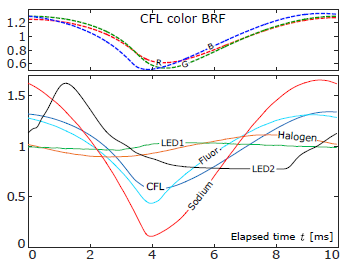 CFL color BRF
1.2
1
0.8
0.6
R
G
B
1.5
1
0.5
0
LED1
Halogen
Fluor.
LED2
CFL
Sodium
Elapsed time t [ms]
0 2 4 6 8 10